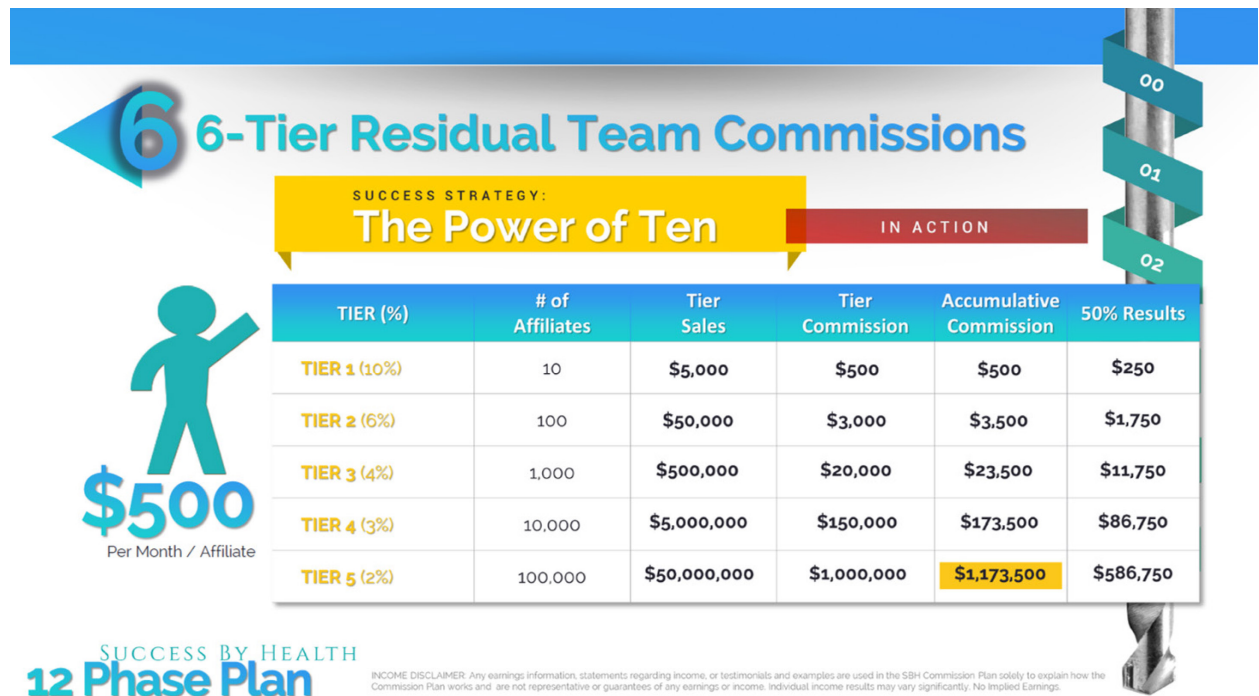 00
01
02
6
6-Tier Residual Team Commissions
SUCCESS STRATEGY:
The Power of Ten
IN ACTION
TIER (%) # of Affiliates Tier Sales Tier Commission Accumulative Commission 50% Results
TIER 1 (10%) 10 $5,000 $500 $500 $250
TIER 2 (6%) 100 $50,000 $3,000 $3,500 $1,750
TIER 3 (4%) 1,000 $500,000 $20,000 $23,500 $11,750
TIER 4 (3%) 10,000 $5,000,000 $150,000 $173,500 $86,750
TIER 5 (2%) 100,000 $50,000,000 $1,000,000 $1,173,500 $586,750
$500
Per Month / Affiliate
SUCCESS BY HEALTH
12 Phase Plan
INCOME DISCLAIMER: Any earnings information, statements regarding income, or testimonials and examples are used in the SBH Commission Plan solely to explain how the
Commission Plan works and are not representative or guarantees of any earnings or income. Individual income results may vary significantly. No Implied Earnings.